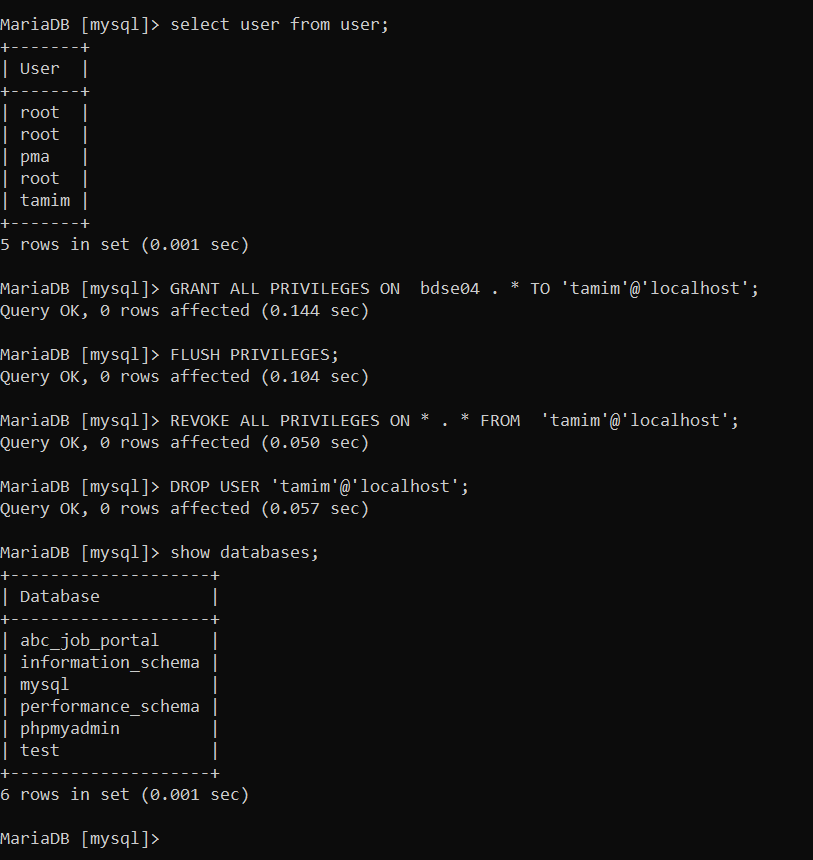 MariaDB [mysql]> select user from user;
+-------+
| User  |
+-------+
| root  |
| root  |
| pma   |
| root  |
| tamim |
+-------+
5 rows in set (0.001 sec)

MariaDB [mysql]> GRANT ALL PRIVILEGES ON  bdse04 . * TO 'tamim'@'localhost';
Query OK, 0 rows affected (0.144 sec)

MariaDB [mysql]> FLUSH PRIVILEGES;
Query OK, 0 rows affected (0.104 sec)

MariaDB [mysql]> REVOKE ALL PRIVILEGES ON * . * FROM  'tamim'@'localhost';
Query OK, 0 rows affected (0.050 sec)

MariaDB [mysql]> DROP USER 'tamim'@'localhost';
Query OK, 0 rows affected (0.057 sec)

MariaDB [mysql]> show databases;
+--------------------+
| Database           |
+--------------------+
| abc_job_portal     |
| information_schema |
| mysql              |
| performance_schema |
| phpmyadmin         |
| test               |
+--------------------+
6 rows in set (0.001 sec)

MariaDB [mysql]>